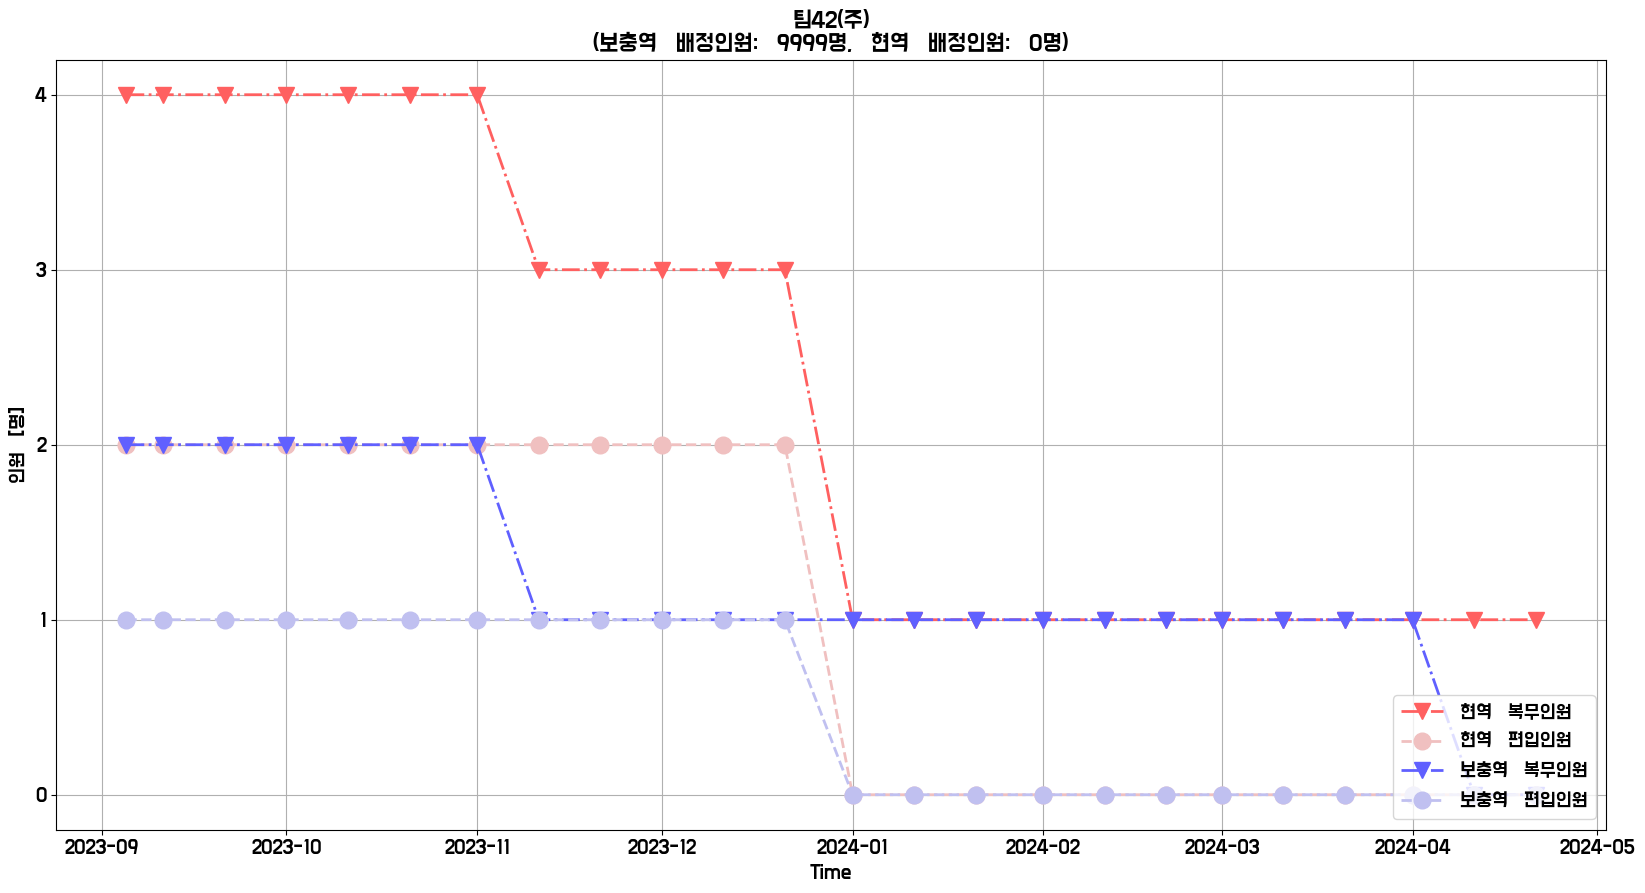 팀42(주)
(보충역 배정인원: 9999명, 현역 배정인원: 0명)
인원 [명]
4
3
2
1
0
현역 복무인원
현역 편입인원
보충역 복무인원
보충역 편입인원
2023-09 2023-10 2023-11 2023-12 2024-01 2024-02 2024-03 2024-04 2024-05
Time